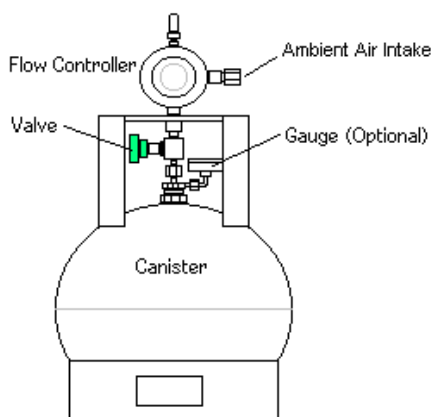 Ambient Air Intake
Flow Controller
Valve
Gauge (Optional)
Canister